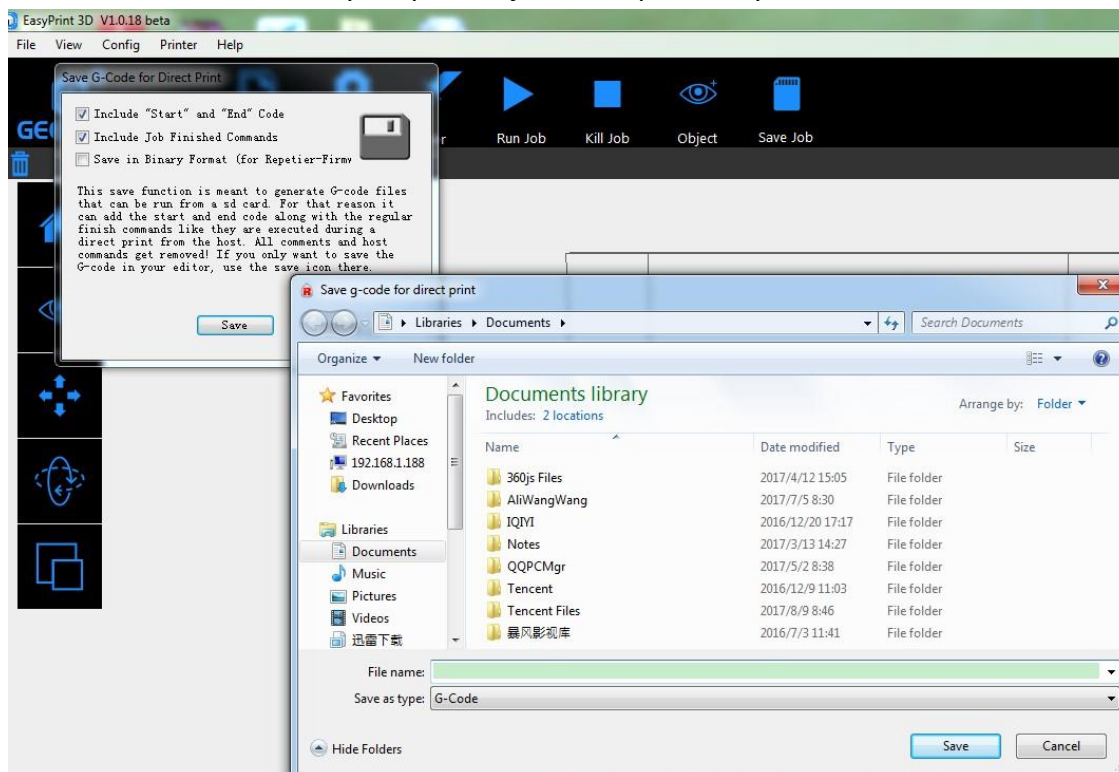 EasyPrint 3D V1.0.18 beta
File View Config Printer Help
Save G-Code for Direct Print
Include "Start" and "End" Code
Include Job Finished Commands
Save in Binary Format (for Repetier-Firmw
This save function is meant to generate G-code files
that can be run from a sd card. For that reason it
can add the start and end code along with the regular
finish commands like they are executed during a
direct print from the host. All comments and host
commands get removed! If you only want to save the
G-code in your editor, use the save icon there.
Save
Run Job Kill Job Object Save Job
Save g-code for direct print
Libraries Documents
Search Documents
Organize New folder
Favorites
Desktop
Recent Places
192.168.1.188
Downloads
Libraries
Documents
Music
Pictures
Videos
迅雷下载
Documents library
Includes: 2 locations
Arrange by: Folder
Name Date modified Type Size
360js Files 2017/4/12 15:05 File folder
AliWangWang 2017/7/5 8:30 File folder
IQIYI 2016/12/20 17:17 File folder
Notes 2017/3/13 14:27 File folder
QQPCMgr 2017/5/2 8:38 File folder
Tencent 2016/12/9 11:03 File folder
Tencent Files 2017/8/9 8:46 File folder
暴风影视库 2016/7/3 11:41 File folder
File name:
Save as type: G-Code
Hide Folders
Save Cancel